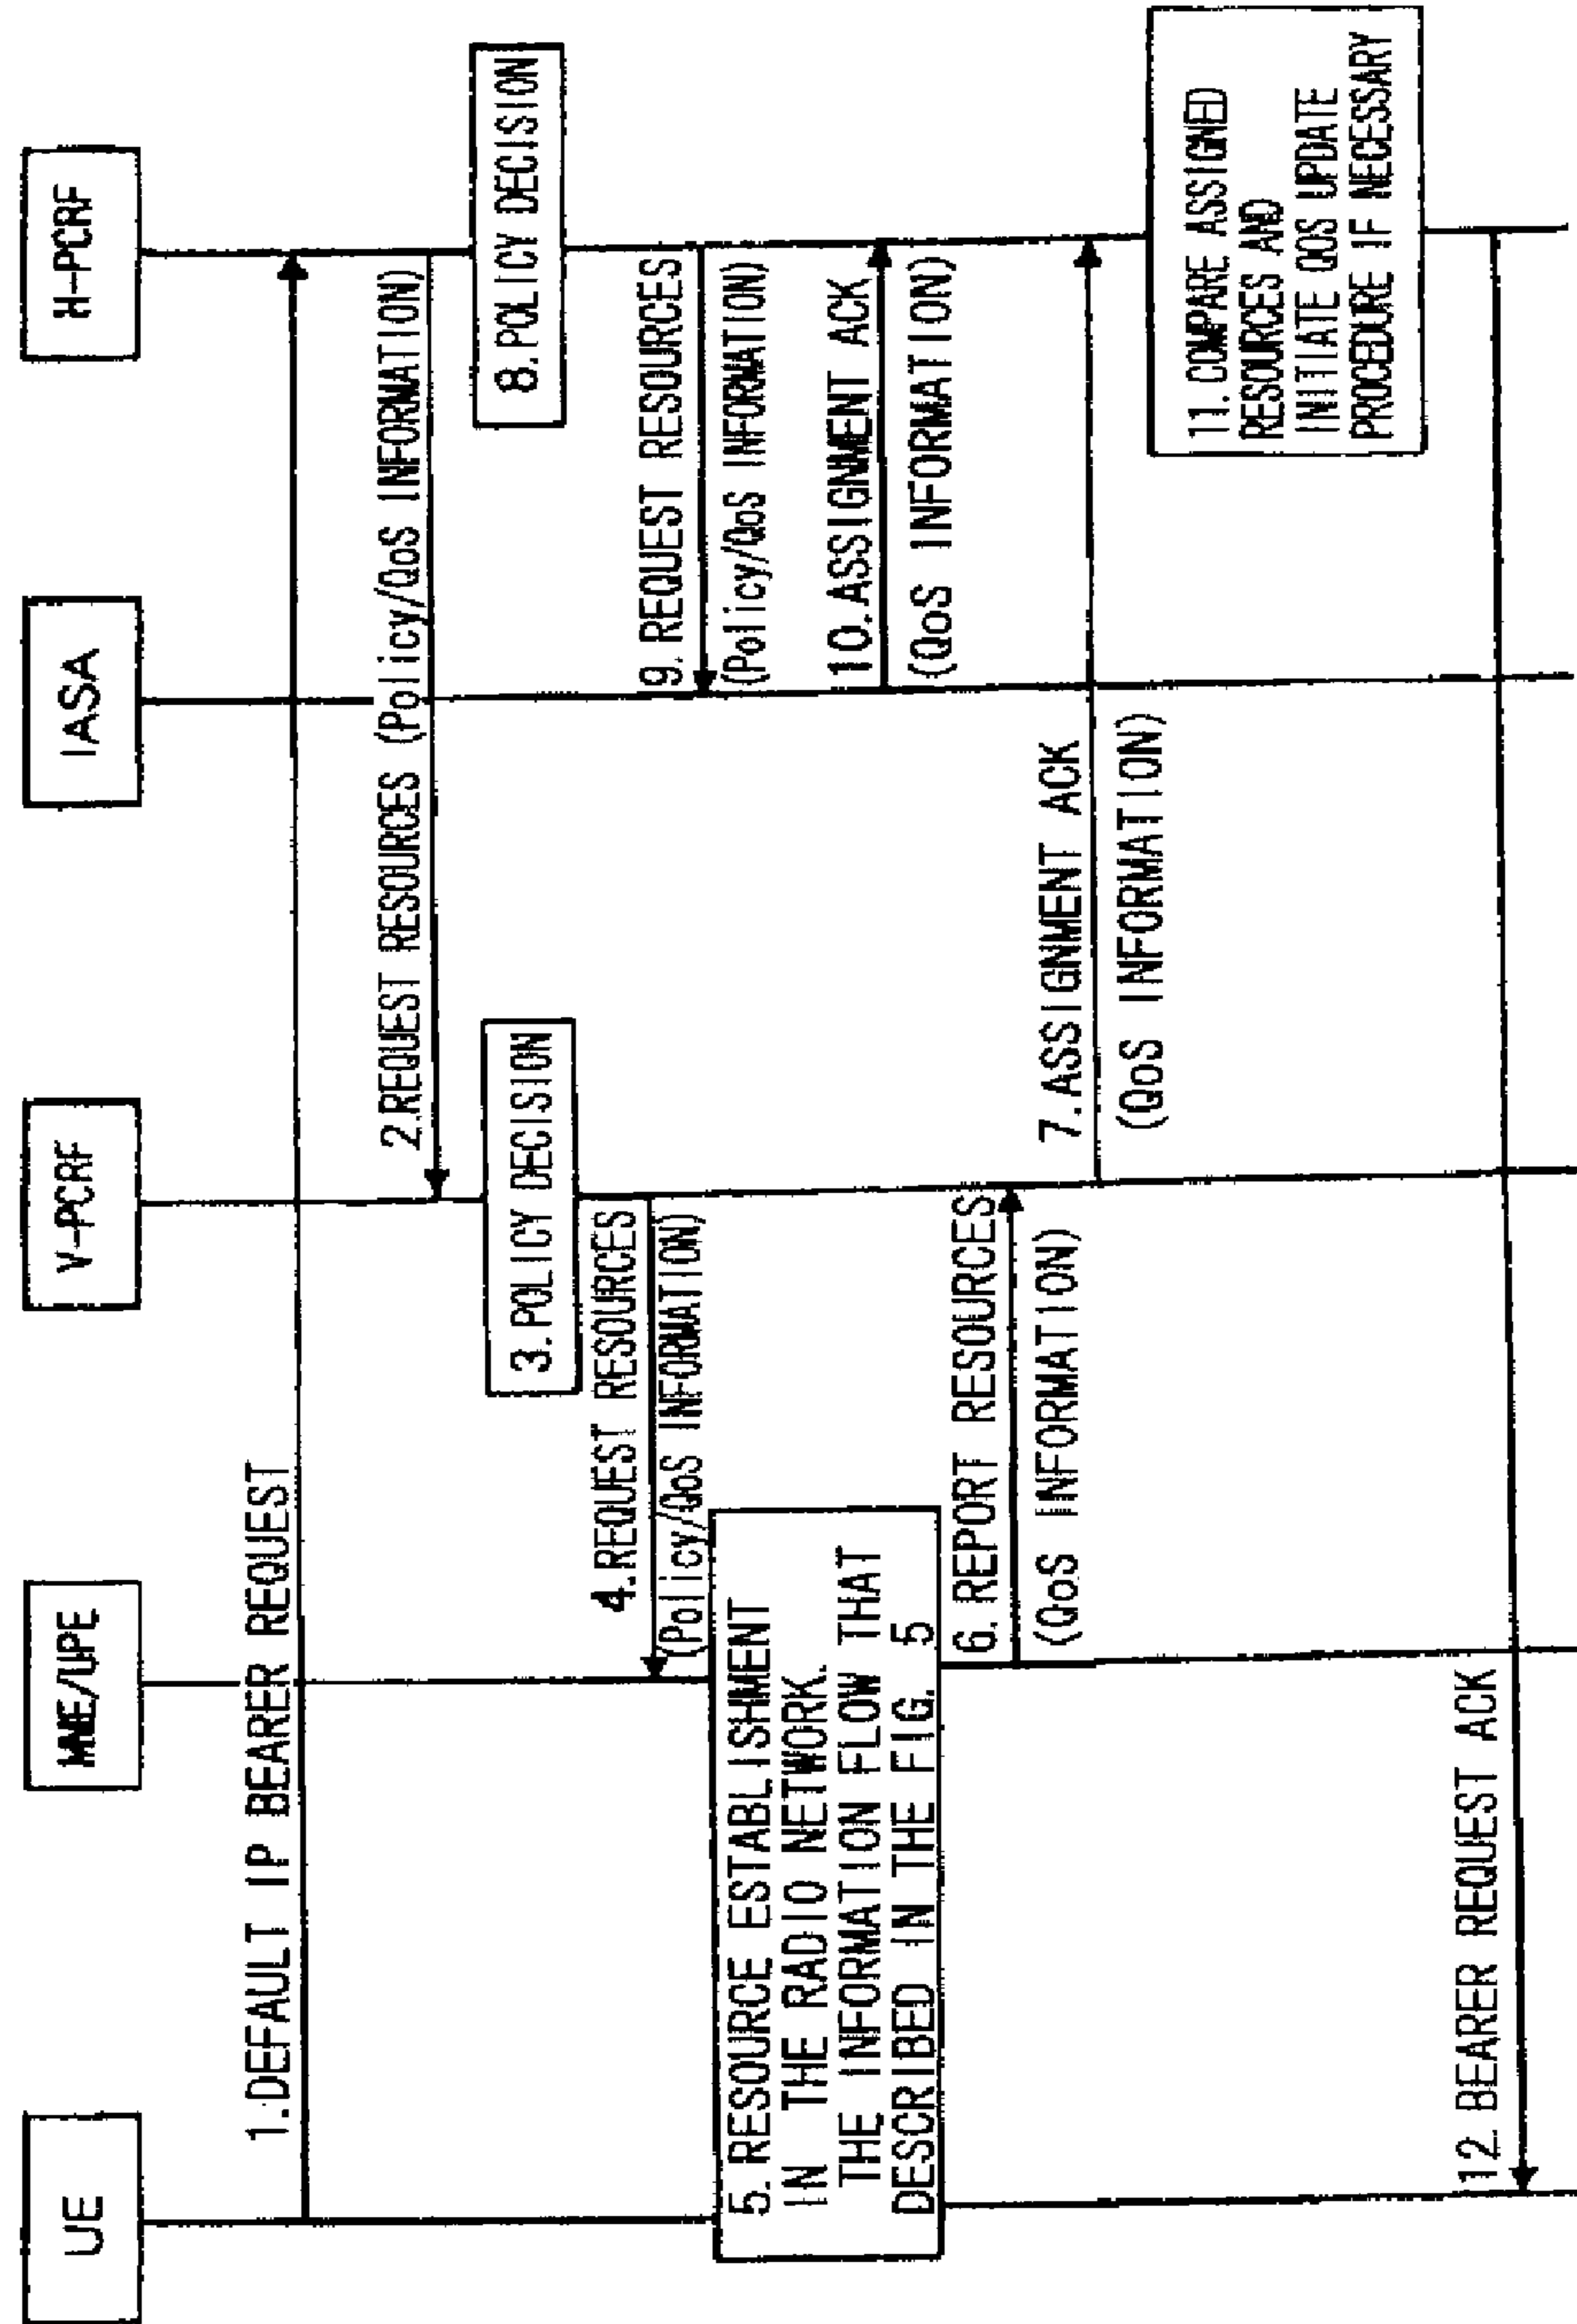 UE
MME/UPE
V-PCRF
IASA
H-PCRF
1.DEFAULT IP BEARER REQUEST
2.REQUEST RESOURCES (Policy/QoS INFORMATION)
3.POLICY DECISION
8.POLICY DECISION
4.REQUEST RESOURCES
(Policy/QoS INFORMATION)
9.REQUEST RESOURCES
(Policy/QoS INFORMATION)
5.RESOURCE ESTABLISHMENT
IN THE RADIO NETWORK.
THE INFORMATION FLOW THAT
DESCRIBED IN THE FIG. 5
10.ASSIGNMENT ACK
(QoS INFORMATION)
6.REPORT RESOURCES
(QoS INFORMATION)
7.ASSIGNMENT ACK
(QoS INFORMATION)
11.COMPARE ASSIGNED
RESOURCES AND
INITIATE QOS UPDATE
PROCEDURE IF NECESSARY
12.BEARER REQUEST ACK